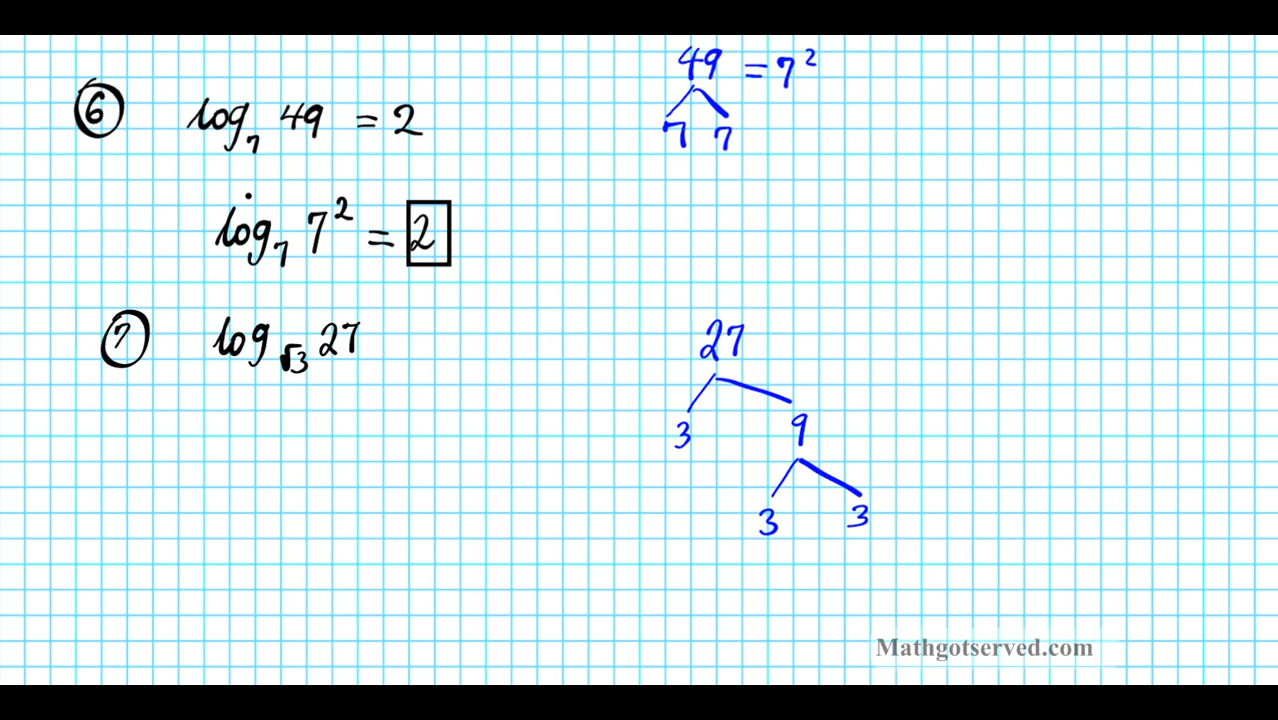 ⑥ log₇ 49 = 2
49 = 7²
7 7
log₇ 7² = 2
⑦ log√3 27
27
3 9
3 3
Mathgotserved.com